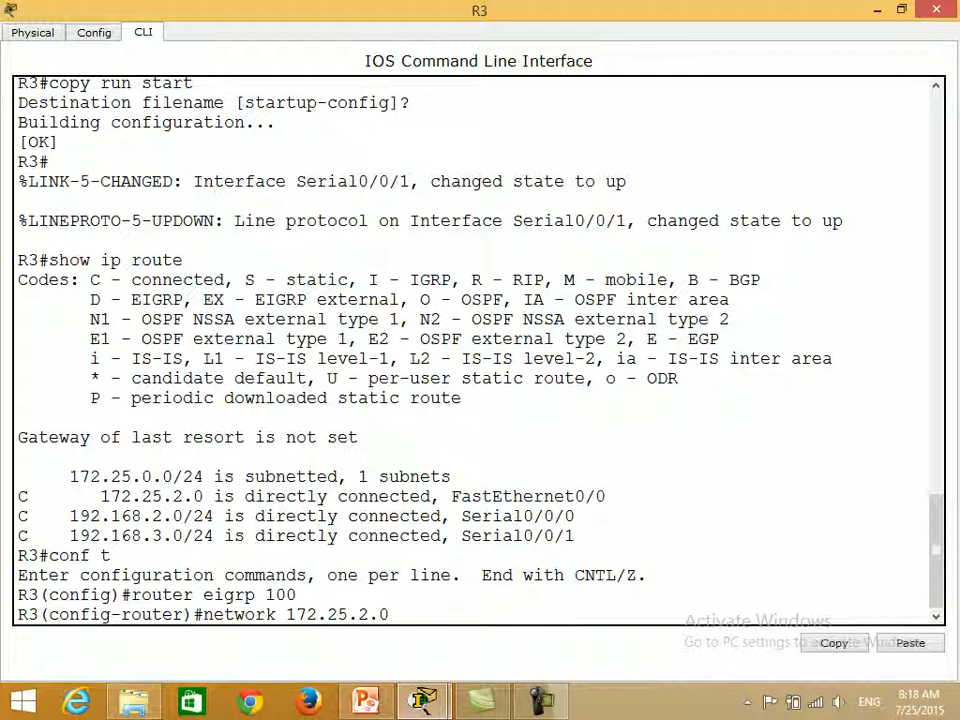 R3
Physical Config CLI
IOS Command Line Interface
R3#copy run start
Destination filename [startup-config]?
Building configuration...
[OK]
R3#
%LINK-5-CHANGED: Interface Serial0/0/1, changed state to up
%LINEPROTO-5-UPDOWN: Line protocol on Interface Serial0/0/1, changed state to up
R3#show ip route
Codes: C - connected, S - static, I - IGRP, R - RIP, M - mobile, B - BGP
D - EIGRP, EX - EIGRP external, O - OSPF, IA - OSPF inter area
N1 - OSPF NSSA external type 1, N2 - OSPF NSSA external type 2
E1 - OSPF external type 1, E2 - OSPF external type 2, E - EGP
i - IS-IS, L1 - IS-IS level-1, L2 - IS-IS level-2, ia - IS-IS inter area
* - candidate default, U - per-user static route, o - ODR
P - periodic downloaded static route
Gateway of last resort is not set
172.25.0.0/24 is subnetted, 1 subnets
C 172.25.2.0 is directly connected, FastEthernet0/0
C 192.168.2.0/24 is directly connected, Serial0/0/0
C 192.168.3.0/24 is directly connected, Serial0/0/1
R3#conf t
Enter configuration commands, one per line. End with CNTL/Z.
R3(config)#router eigrp 100
R3(config-router)#network 172.25.2.0
Activate Windows
Go to PC settings to activate Windows.
Copy Paste
ENG
8:18 AM
7/25/2015